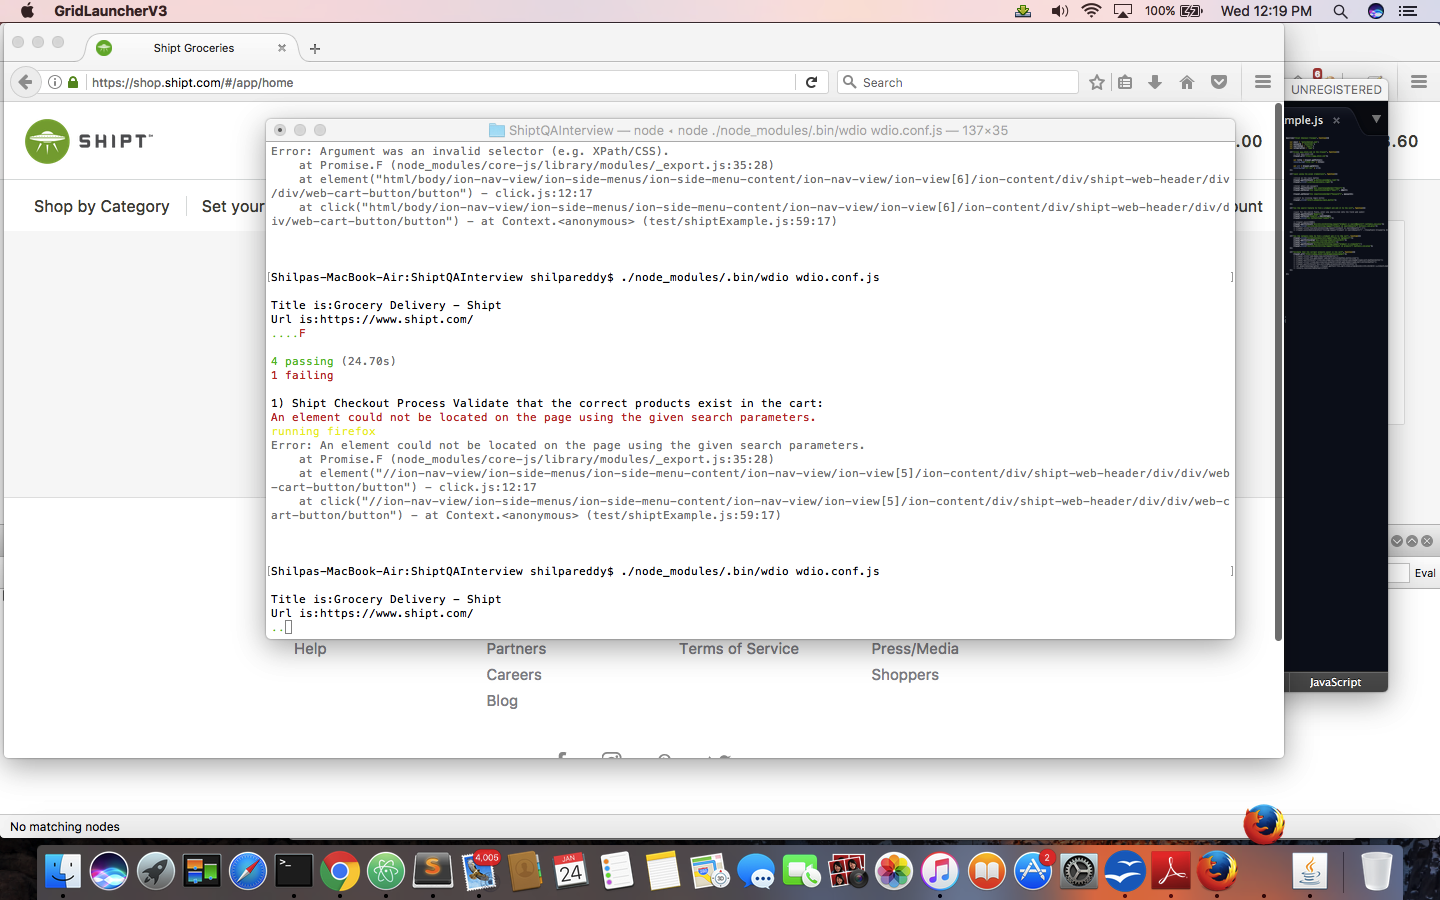 GridLauncherV3
100%
Wed 12:19 PM
Shipt Groceries
https://shop.shipt.com/#/app/home
Search
6
UNREGISTERED
SHIPT
Shop by Category
Set your
.00
8.60
ount
mple.js
ShiptQAInterview — node • node ./node_modules/.bin/wdio wdio.conf.js — 137×35
Error: Argument was an invalid selector (e.g. XPath/CSS).
at Promise.F (node_modules/core-js/library/modules/_export.js:35:28)
at element("html/body/ion-nav-view/ion-side-menus/ion-side-menu-content/ion-nav-view/ion-view[6]/ion-content/div/shipt-web-header/div
/div/web-cart-button/button") - click.js:12:17
at click("html/body/ion-nav-view/ion-side-menus/ion-side-menu-content/ion-nav-view/ion-view[6]/ion-content/div/shipt-web-header/div/d
iv/web-cart-button/button") - at Context.<anonymous> (test/shiptExample.js:59:17)
[Shilpas-MacBook-Air:ShiptQAInterview shilpareddy$ ./node_modules/.bin/wdio wdio.conf.js ]
Title is:Grocery Delivery - Shipt
Url is:https://www.shipt.com/
....F
4 passing (24.70s)
1 failing
1) Shipt Checkout Process Validate that the correct products exist in the cart:
An element could not be located on the page using the given search parameters.
running firefox
Error: An element could not be located on the page using the given search parameters.
at Promise.F (node_modules/core-js/library/modules/_export.js:35:28)
at element("//ion-nav-view/ion-side-menus/ion-side-menu-content/ion-nav-view/ion-view[5]/ion-content/div/shipt-web-header/div/div/web
-cart-button/button") - click.js:12:17
at click("//ion-nav-view/ion-side-menus/ion-side-menu-content/ion-nav-view/ion-view[5]/ion-content/div/shipt-web-header/div/div/web-c
art-button/button") - at Context.<anonymous> (test/shiptExample.js:59:17)
[Shilpas-MacBook-Air:ShiptQAInterview shilpareddy$ ./node_modules/.bin/wdio wdio.conf.js ]
Title is:Grocery Delivery - Shipt
Url is:https://www.shipt.com/
..
Eval
Help
Partners
Terms of Service
Press/Media
Careers
Shoppers
Blog
JavaScript
No matching nodes
4,005
JAN
24
2